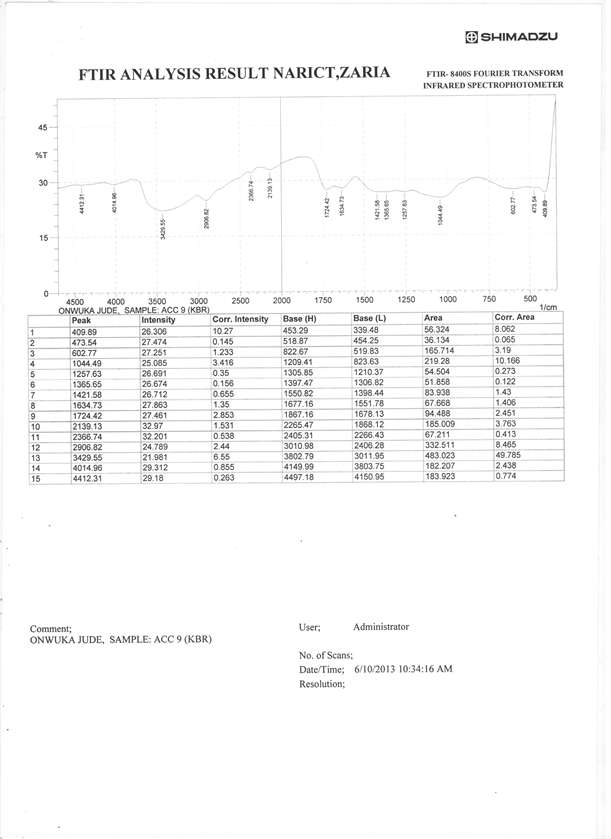 SHIMADZU
FTIR ANALYSIS RESULT NARICT,ZARIA
FTIR- 8400S FOURIER TRANSFORM
INFRARED SPECTROPHOTOMETER
45
%T
30
15
0
4412.31
4014.96
3429.55
2906.82
2366.74
2139.13
1724.42
1634.73
1421.58
1365.65
1257.63
1044.49
602.77
473.54
409.89
4500 4000 3500 3000 2500 2000 1750 1500 1250 1000 750 500
ONWUKA JUDE, SAMPLE: ACC 9 (KBR) 1/cm
Peak Intensity Corr. Intensity Base (H) Base (L) Area Corr. Area
1 409.89 26.306 10.27 453.29 339.48 56.324 8.062
2 473.54 27.474 0.145 518.87 454.25 36.134 0.065
3 602.77 27.251 1.233 822.67 519.83 165.714 3.19
4 1044.49 25.085 3.416 1209.41 823.63 219.28 10.166
5 1257.63 26.691 0.35 1305.85 1210.37 54.504 0.273
6 1365.65 26.674 0.156 1397.47 1306.82 51.858 0.122
7 1421.58 26.712 0.655 1550.82 1398.44 83.938 1.43
8 1634.73 27.863 1.35 1677.16 1551.78 67.668 1.406
9 1724.42 27.461 2.853 1867.16 1678.13 94.488 2.451
10 2139.13 32.97 1.531 2265.47 1868.12 185.009 3.763
11 2366.74 32.201 0.538 2405.31 2266.43 67.211 0.413
12 2906.82 24.789 2.44 3010.98 2406.28 332.511 8.465
13 3429.55 21.981 6.55 3802.79 3011.95 483.023 49.785
14 4014.96 29.312 0.855 4149.99 3803.75 182.207 2.438
15 4412.31 29.18 0.263 4497.18 4150.95 183.923 0.774
Comment;
ONWUKA JUDE, SAMPLE: ACC 9 (KBR)
User; Administrator
No. of Scans;
Date/Time; 6/10/2013 10:34:16 AM
Resolution;